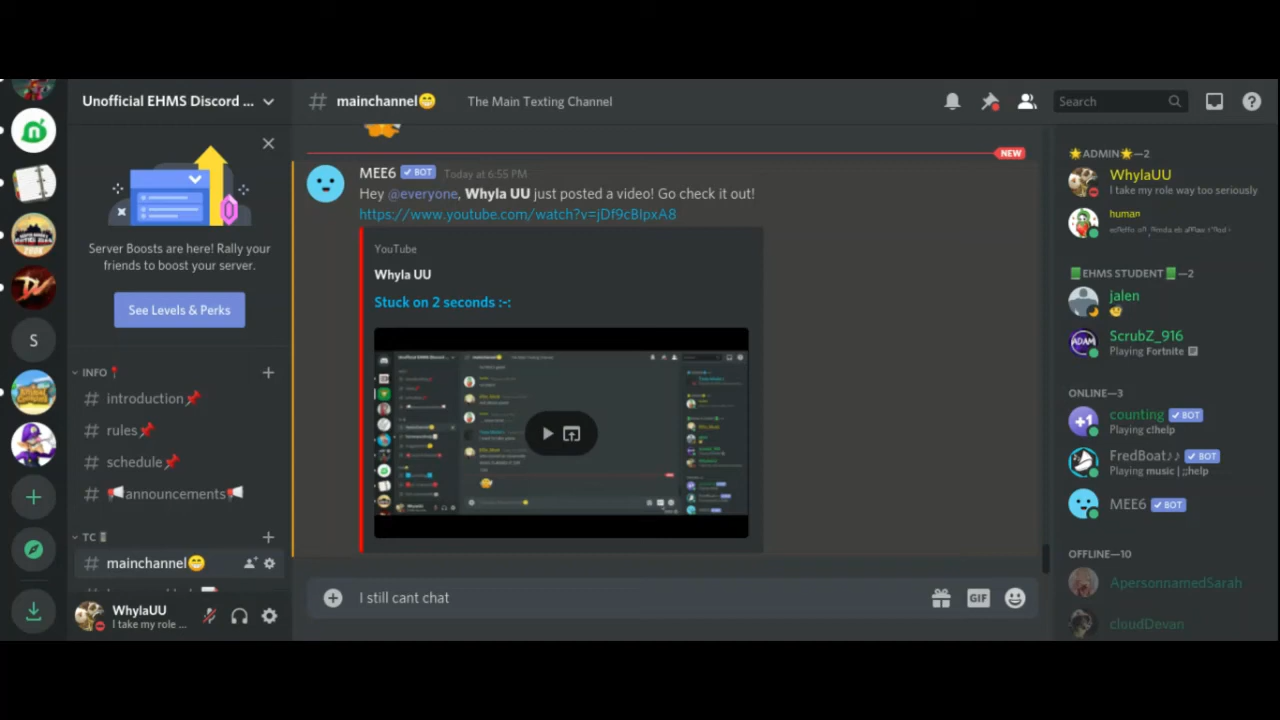 Unofficial EHMS Discord ...
Server Boosts are here! Rally your
friends to boost your server.
See Levels & Perks
INFO
introduction
rules
schedule
announcements
TC
# mainchannel
S
WhylaUU
I take my role ...
# mainchannel
The Main Texting Channel
Search
NEW
MEE6 BOT Today at 6:55 PM
Hey @everyone, Whyla UU just posted a video! Go check it out!
https://www.youtube.com/watch?v=jDf9cBIpxA8
YouTube
Whyla UU
Stuck on 2 seconds :-:
I still cant chat
GIF
ADMIN—2
WhylaUU
I take my role way too seriously
human
EHMS STUDENT—2
jalen
ADAM
ScrubZ_916
Playing Fortnite
ONLINE—3
+1
counting BOT
Playing c!help
FredBoat♪♪ BOT
Playing music | ;;help
MEE6 BOT
OFFLINE—10
ApersonnamedSarah
cloudDevan